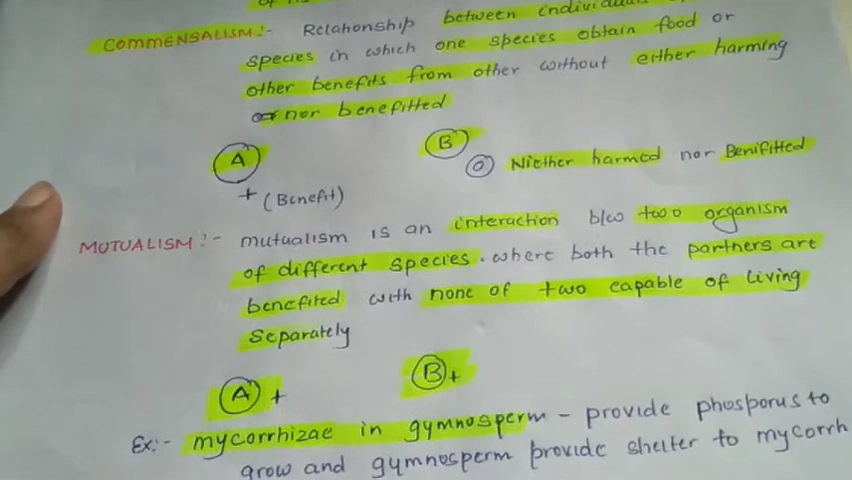 COMMENSALISM :- Relationship between individuals
species in which one species obtain food or
other benefits from other without either harming
or nor benefitted
A B
+ (Benefit) O Niether harmed nor Benifitted
MUTUALISM :- mutualism is an interaction b/w two organism
of different species. where both the partners are
benefited with none of two capable of living
Separately
A + B +
Ex:- mycorrhizae in gymnosperm - provide phosporus to
grow and gymnosperm provide shelter to mycorrh